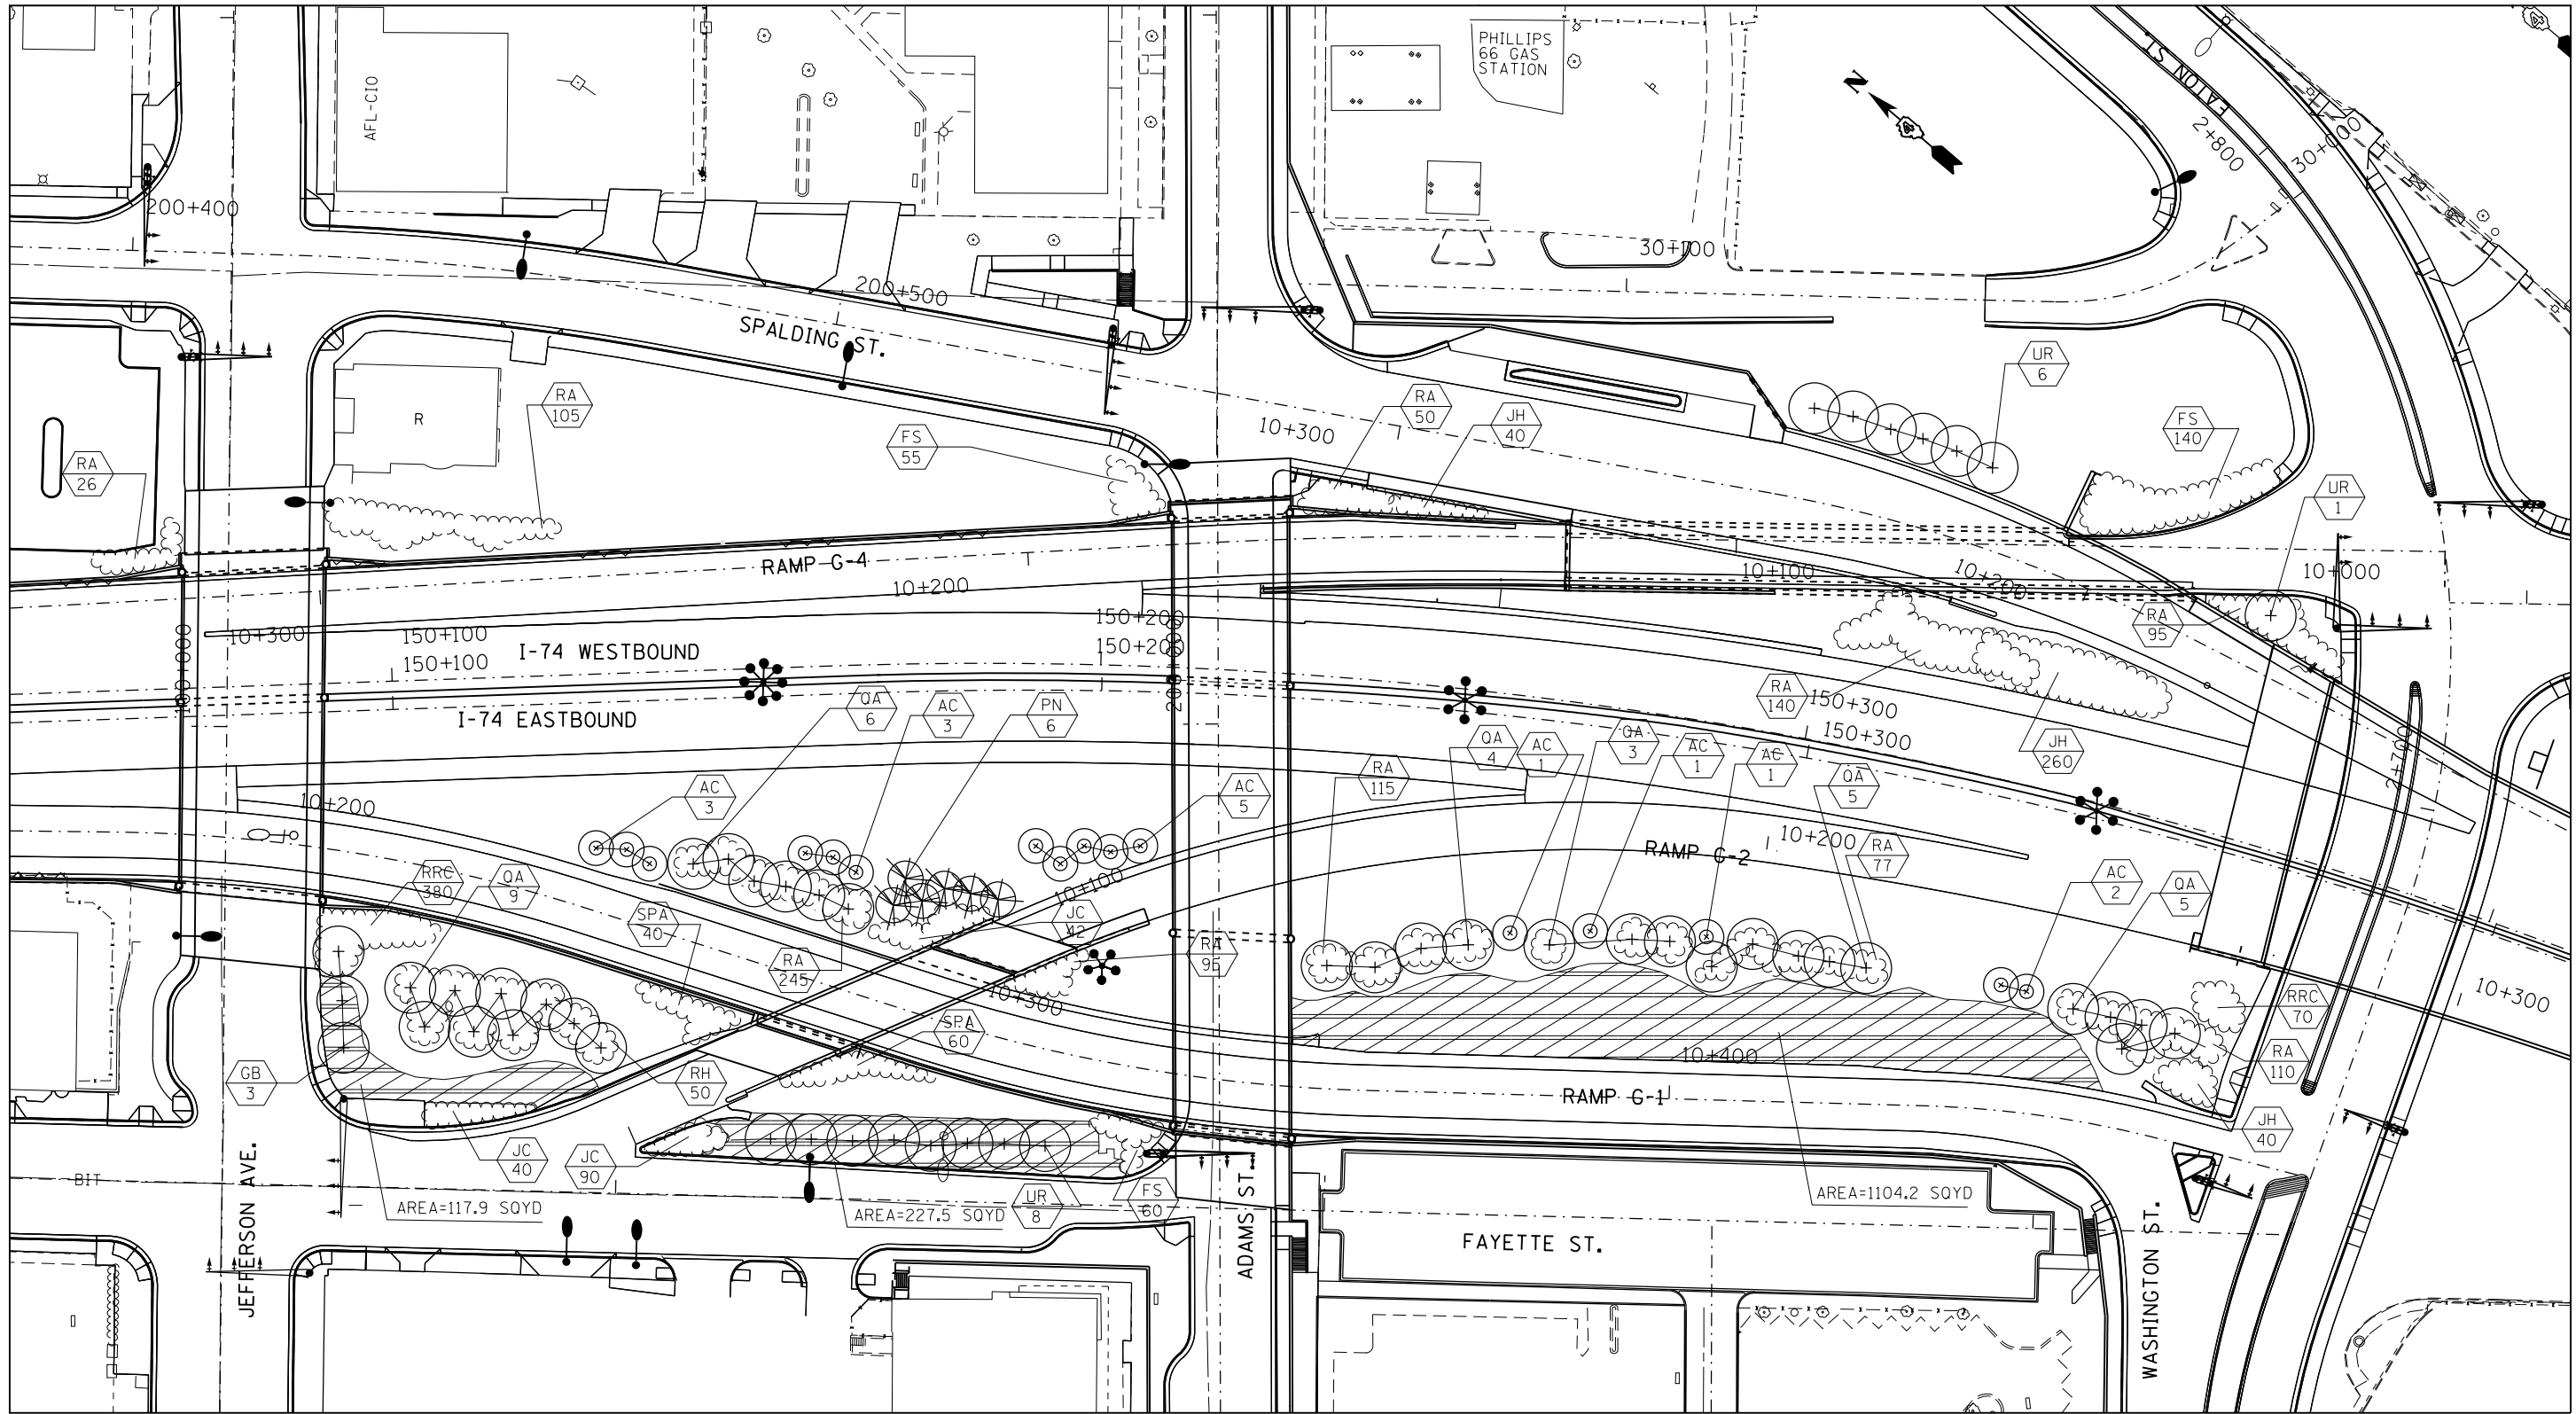 PHILLIPS
66 GAS
STATION
N
EATON ST.
2+800
30+000
AFL-CIO
200+400
30+100
200+500
SPALDING ST.
UR
6
R
RA
105
RA
50
JH
40
10+300
FS
55
FS
140
RA
26
UR
1
RAMP G-4
10+200
10+100
10+200
10+000
150+200
10+300
150+100
I-74 WESTBOUND
150+200
150+100
RA
95
I-74 EASTBOUND
QA
6
AC
3
PN
6
RA
140
150+300
150+300
QA
4
AC
1
QA
3
AC
1
AC
1
JH
260
RA
115
QA
5
AC
3
AC
5
10+200
10+200
RAMP G-2
RA
77
RRC
380
QA
9
10+100
AC
2
QA
5
SPA
40
JC
42
RA
95
RA
245
10+300
10+300
RRC
70
SPA
60
10+400
RA
110
GB
3
RH
50
RAMP G-1
JH
40
JC
40
JC
90
BIT
AREA=117.9 SQYD
AREA=227.5 SQYD
UR
8
FS
60
AREA=1104.2 SQYD
JEFFERSON AVE.
ADAMS ST.
FAYETTE ST.
WASHINGTON ST.